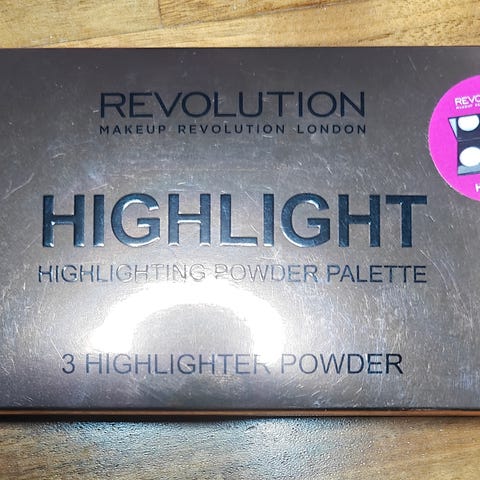 REVOLUTION
MAKEUP REVOLUTION LONDON
HIGHLIGHT
HIGHLIGHTING POWDER PALETTE
3 HIGHLIGHTER POWDER